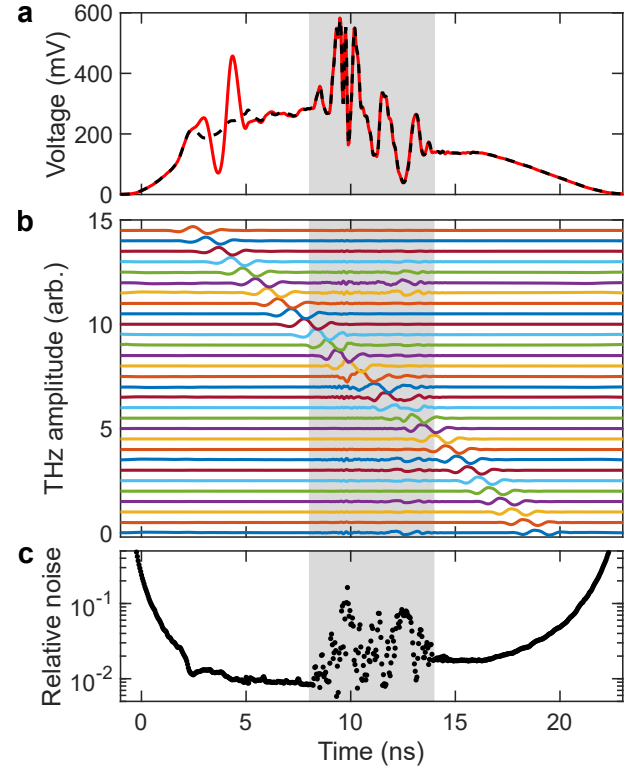 a
600
400
200
0
Voltage (mV)
b
15
10
5
0
THz amplitude (arb.)
c
10⁻¹
10⁻²
Relative noise
0 5 10 15 20
Time (ns)